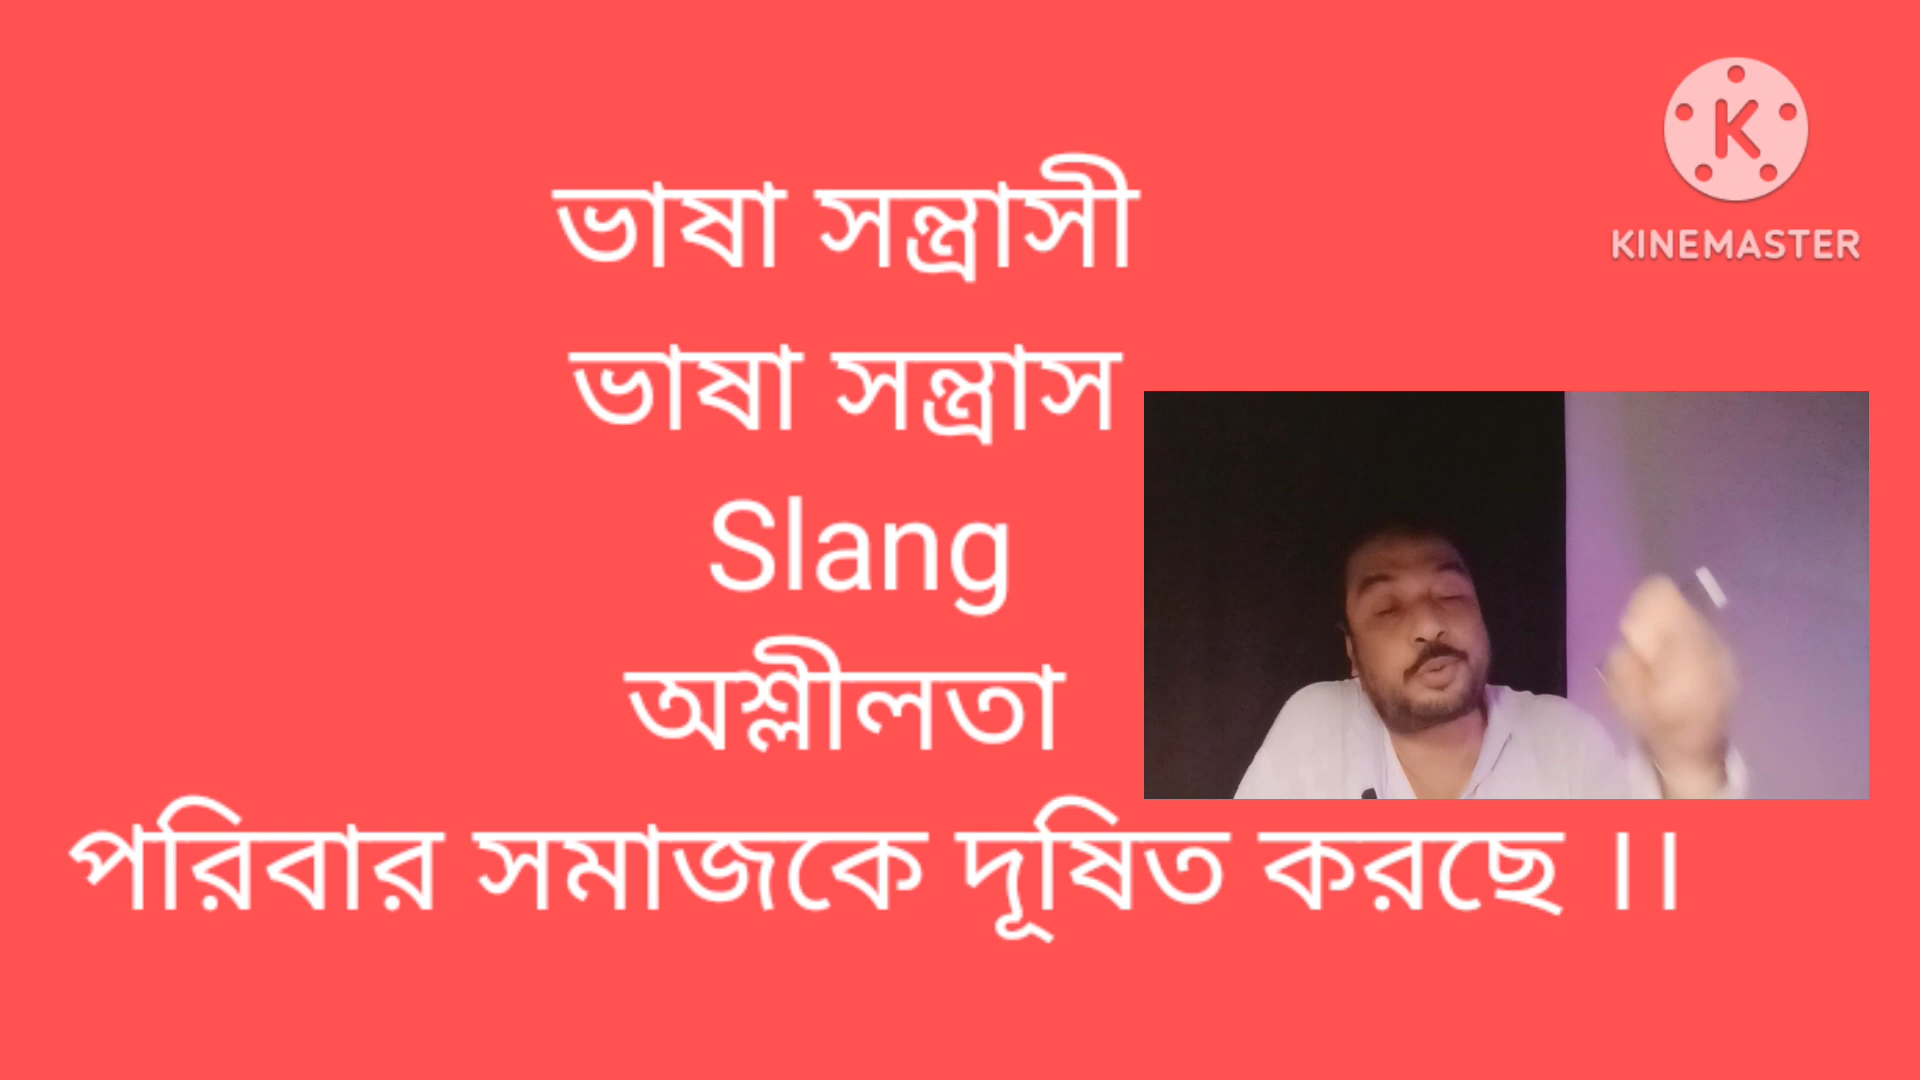 ভাষা সন্ত্রাসী
ভাষা সন্ত্রাস
Slang
অশ্লীলতা
পরিবার সমাজকে দূষিত করছে ।।
K
KINEMASTER